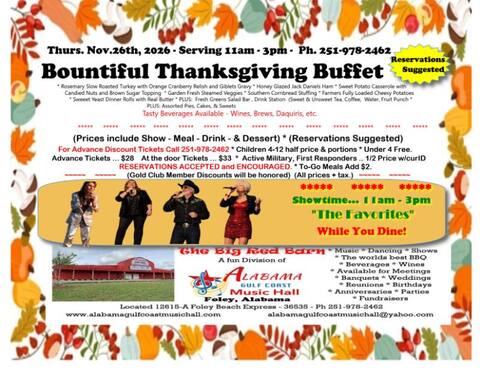 Thurs. Nov.26th, 2026 - Serving 11am - 3pm - Ph. 251-978-2462
Bountiful Thanksgiving Buffet
Reservations
Suggested
* Rosemary Slow Roasted Turkey with Orange Cranberry Relish and Giblets Gravy * Honey Glazed Jack Daniels Ham * Sweet Potato Casserole with
Candied Nuts and Brown Sugar Topping * Garden Fresh Steamed Veggies * Southern Cornbread Stuffing * Farmers Fully Loaded Cheesy Potatoes
* Sweetest Yeast Dinner Rolls with Real Butter * PLUS: Fresh Greens Salad Bar , Drink Station (Sweet & Unsweet Tea, Coffee, Water, Fruit Punch *
PLUS: Assorted Pies, Cakes, & Sweets
Tasty Beverages Available - Wines, Brews, Daquiris, etc.
(Prices include Show - Meal - Drink - & Dessert) * (Reservations Suggested)
For Advance Discount Tickets Call 251-978-2462 * Children 4-12 half price & portions * Under 4 Free.
Advance Tickets ... $28 At the door Tickets ... $33 * Active Military, First Responders .. 1/2 Price w/curID
RESERVATIONS ACCEPTED and ENCOURAGED. * To-Go Meals Add $2.
(Gold Club Member Discounts will be honored) (All prices + tax.)
***** ***** *****
Showtime... 11am - 3pm
"The Favorites"
While You Dine!
The Big Red Barn
A fun Division of
ALABAMA
GULF COAST
Music Hall
Foley, Alabama
* Music * Dancing * Shows
* The worlds best BBQ
* Beverages * Wines
* Available for Meetings
* Banquets * Weddings
* Reunions * Birthdays
* Anniversaries * Parties
* Fundraisers
Located 12615-A Foley Beach Express - 36535 - Ph 251-978-2462
www.alabamagulfcoastmusichall.com alabamagulfcoastmusichall@yahoo.com